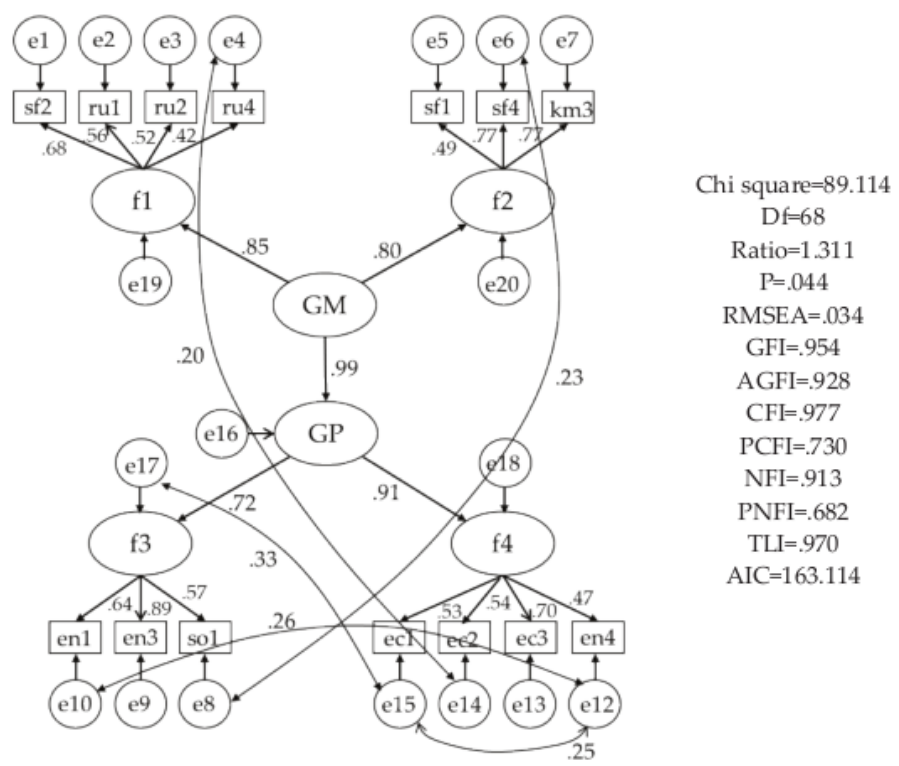 e1 e2 e3 e4 e5 e6 e7
sf2 ru1 ru2 ru4 sf1 sf4 km3
.68 .56 .52 .42 .49 .77 .77
f1 f2
.85 .80
e19 e20
GM
.20 .99 .23
e16 GP
e17 e18
.72 .91
f3 f4
.33
.64 .89 .57 .53 .54 .70 .47
.26
en1 en3 so1 ec1 ec2 ec3 en4
e10 e9 e8 e15 e14 e13 e12
.25
Chi square=89.114
Df=68
Ratio=1.311
P=.044
RMSEA=.034
GFI=.954
AGFI=.928
CFI=.977
PCFI=.730
NFI=.913
PNFI=.682
TLI=.970
AIC=163.114